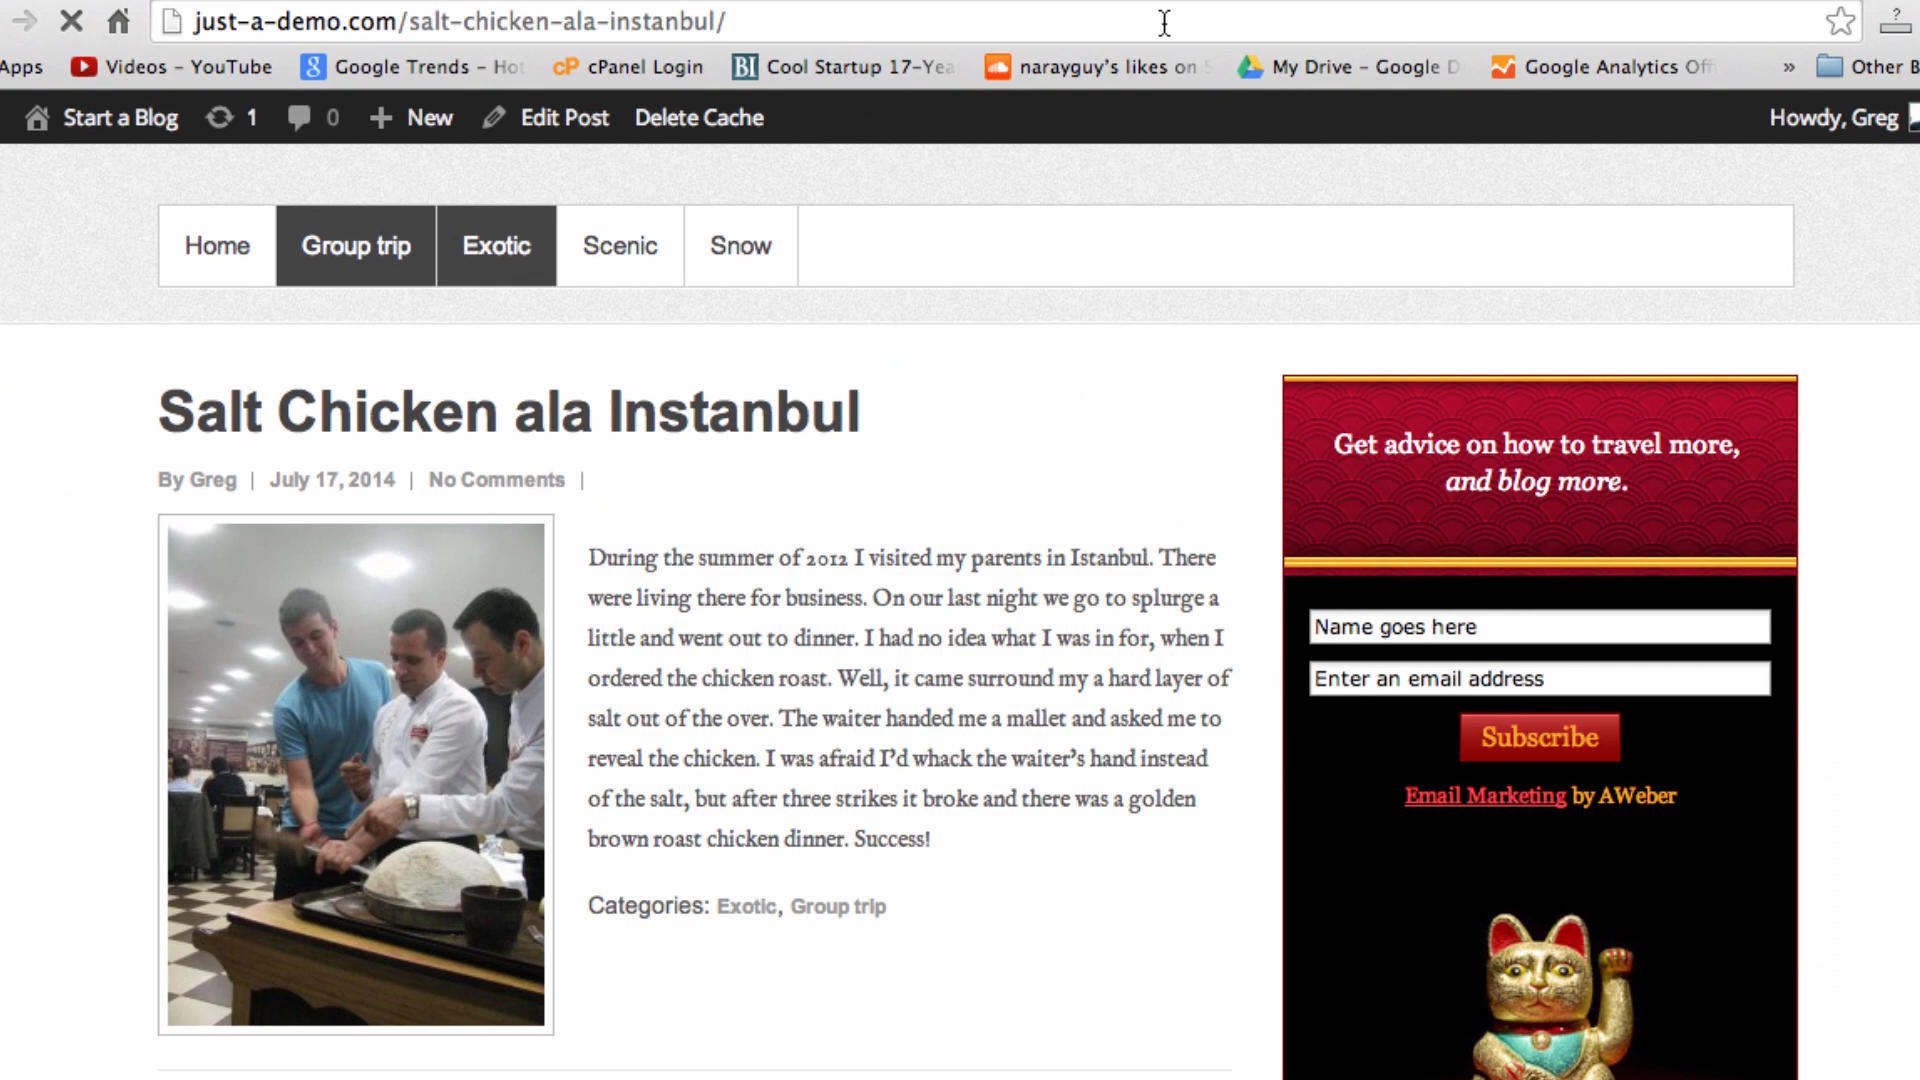 just-a-demo.com/salt-chicken-ala-instanbul/
Apps Videos - YouTube Google Trends - Hot cPanel Login Cool Startup 17-Yea narayguy's likes on My Drive - Google D Google Analytics Off » Other B
Start a Blog 1 0 New Edit Post Delete Cache Howdy, Greg
Home Group trip Exotic Scenic Snow
Salt Chicken ala Instanbul
By Greg | July 17, 2014 | No Comments |
During the summer of 2012 I visited my parents in Istanbul. There
were living there for business. On our last night we go to splurge a
little and went out to dinner. I had no idea what I was in for, when I
ordered the chicken roast. Well, it came surround my a hard layer of
salt out of the over. The waiter handed me a mallet and asked me to
reveal the chicken. I was afraid I'd whack the waiter's hand instead
of the salt, but after three strikes it broke and there was a golden
brown roast chicken dinner. Success!
Categories: Exotic, Group trip
Get advice on how to travel more,
and blog more.
Name goes here
Enter an email address
Subscribe
Email Marketing by AWeber